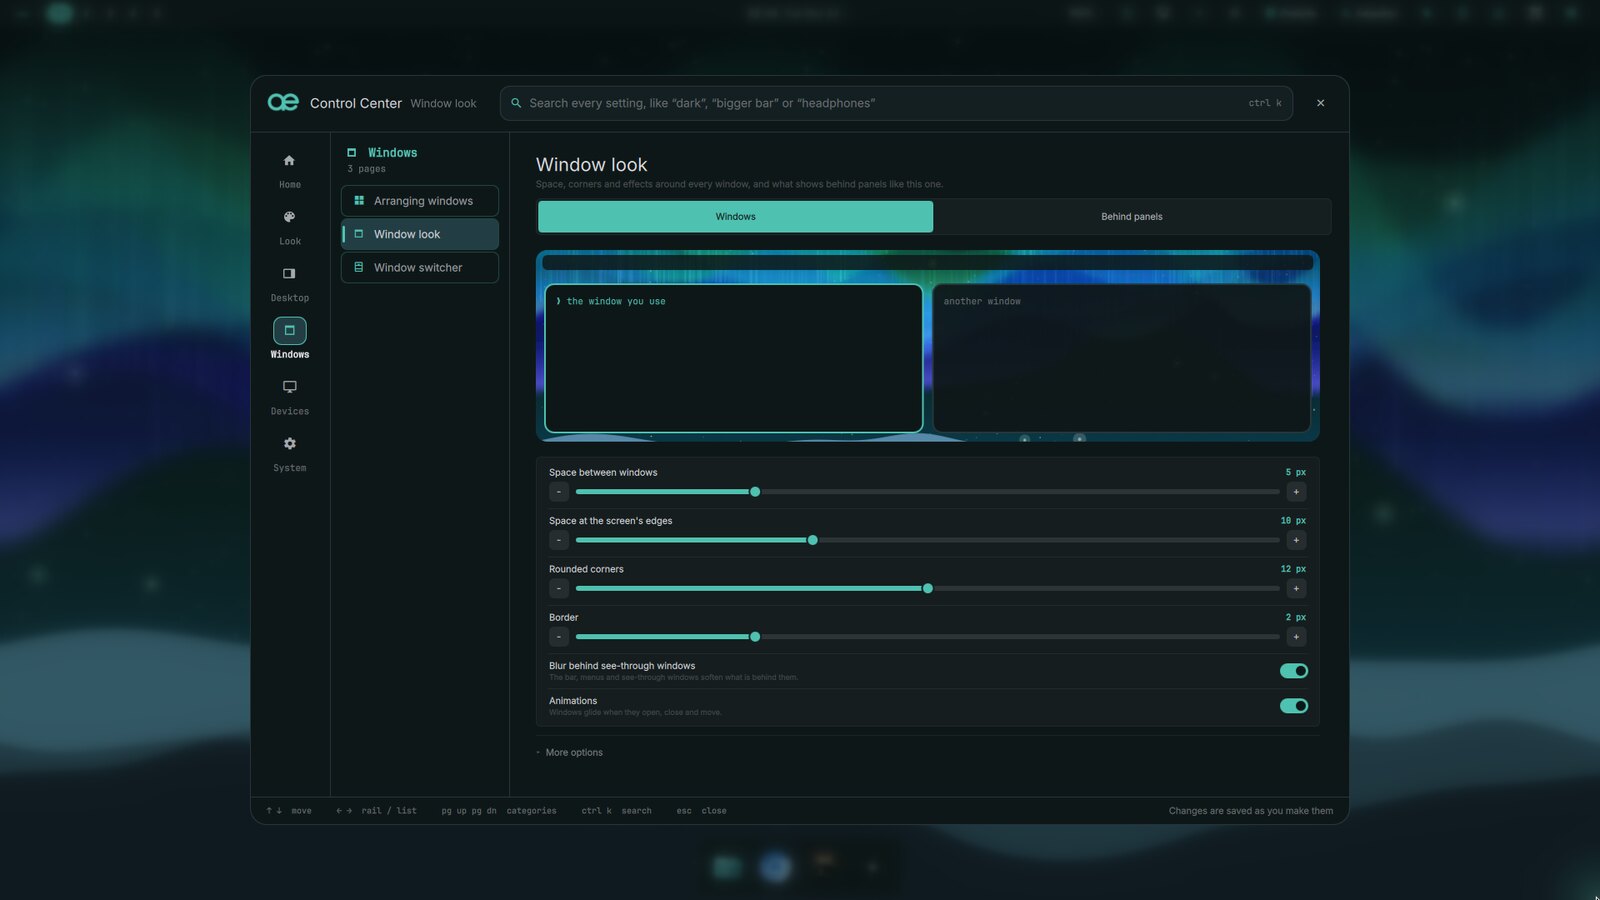 Control Center
Window look
Search every setting, like “dark”, “bigger bar” or “headphones”
ctrl k
×
Home
Look
Desktop
Windows
Devices
System
Windows
3 pages
Arranging windows
Window look
Window switcher
Window look
Space, corners and effects around every window, and what shows behind panels like this one.
Windows
Behind panels
❯ the window you use
another window
Space between windows
5 px
-
+
Space at the screen's edges
10 px
-
+
Rounded corners
12 px
-
+
Border
2 px
-
+
Blur behind see-through windows
The bar, menus and see-through windows soften what is behind them.
Animations
Windows glide when they open, close and move.
More options
↑ ↓ move
← → rail / list
pg up pg dn categories
ctrl k search
esc close
Changes are saved as you make them